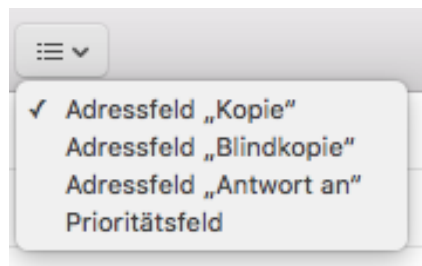 Adressfeld „Kopie“
Adressfeld „Blindkopie“
Adressfeld „Antwort an“
Prioritätsfeld